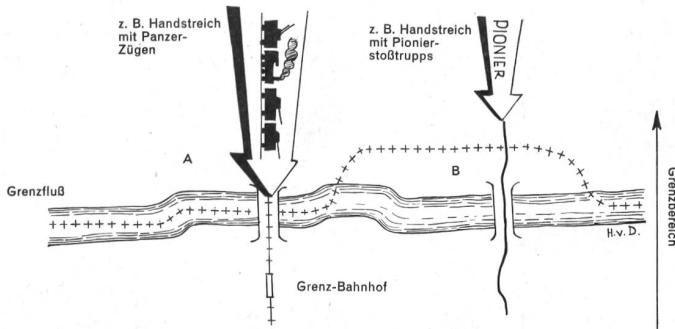 z. B. Handstreich
mit Panzer-
Zügen
z. B. Handstreich
mit Pionier-
stoßtrupps
PIONIER
A
B
Grenzfluß
Grenzbereich
H.v.D.
Grenz-Bahnhof